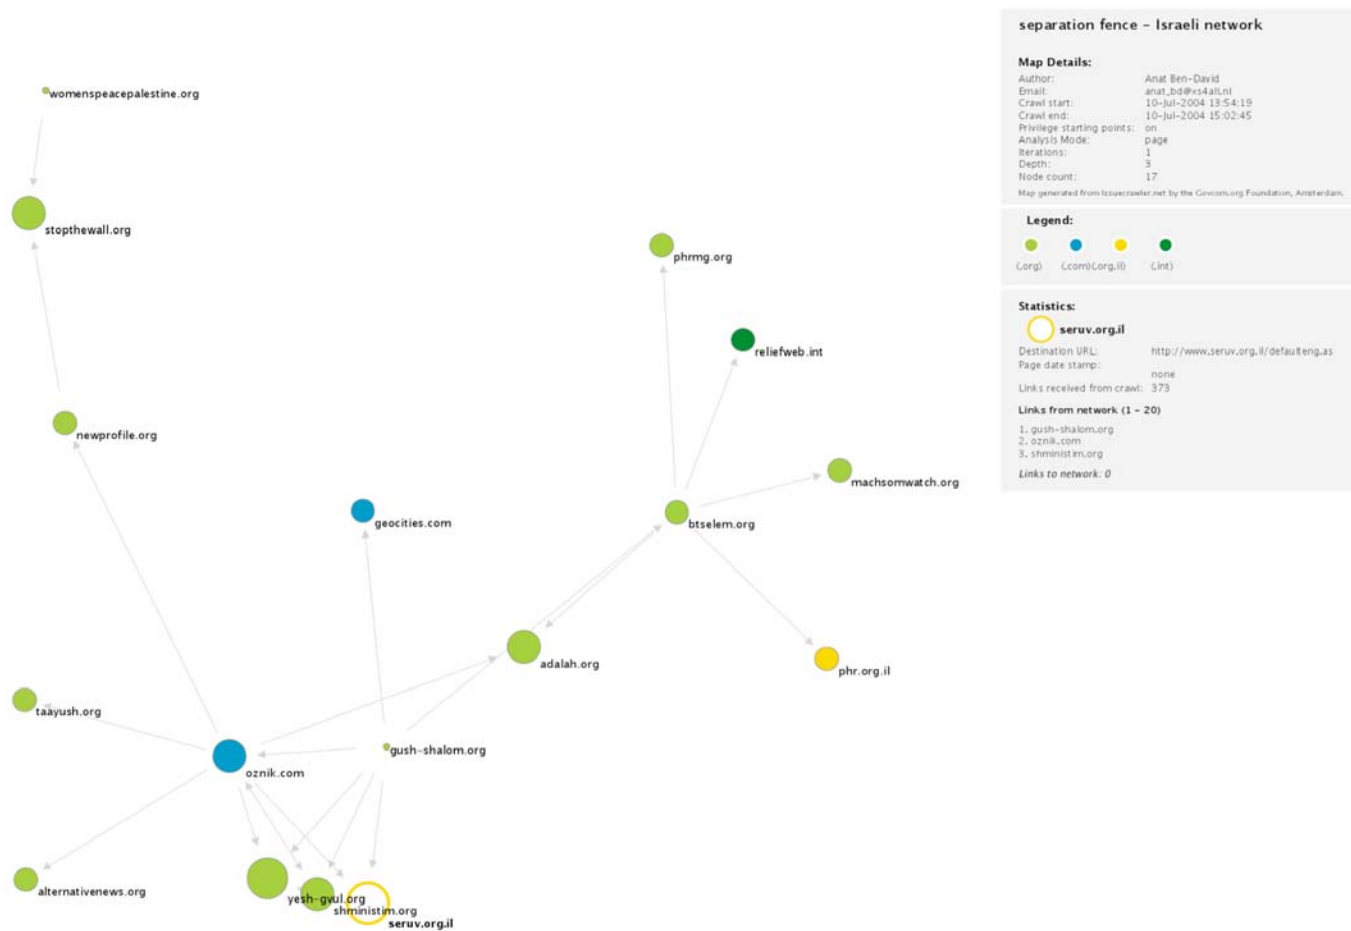 separation fence – Israeli network
Map Details:
Author: Anat Ben-David
Email: anat_bd@xs4all.nl
Crawl start: 10-Jul-2004 13:54:19
Crawl end: 10-Jul-2004 15:02:45
Privilege starting points: on
Analysis Mode: page
Iterations: 1
Depth: 3
Node count: 17
Map generated from Issuecrawler.net by the Govcom.org Foundation, Amsterdam.
Legend:
(.org) (.com) (.org.il) (.int)
Statistics:
seruv.org.il
Destination URL: http://www.seruv.org.il/defaulteng.as
Page date stamp:
none
Links received from crawl: 373
Links from network (1 – 20)
1. gush-shalom.org
2. oznik.com
3. shministim.org
Links to network: 0
womenspeacepalestine.org
stopthewall.org
phrmg.org
reliefweb.int
newprofile.org
machsomwatch.org
geocities.com
btselem.org
adalah.org
phr.org.il
taayush.org
gush-shalom.org
oznik.com
alternativenews.org
yesh-gvul.org
shministim.org
seruv.org.il